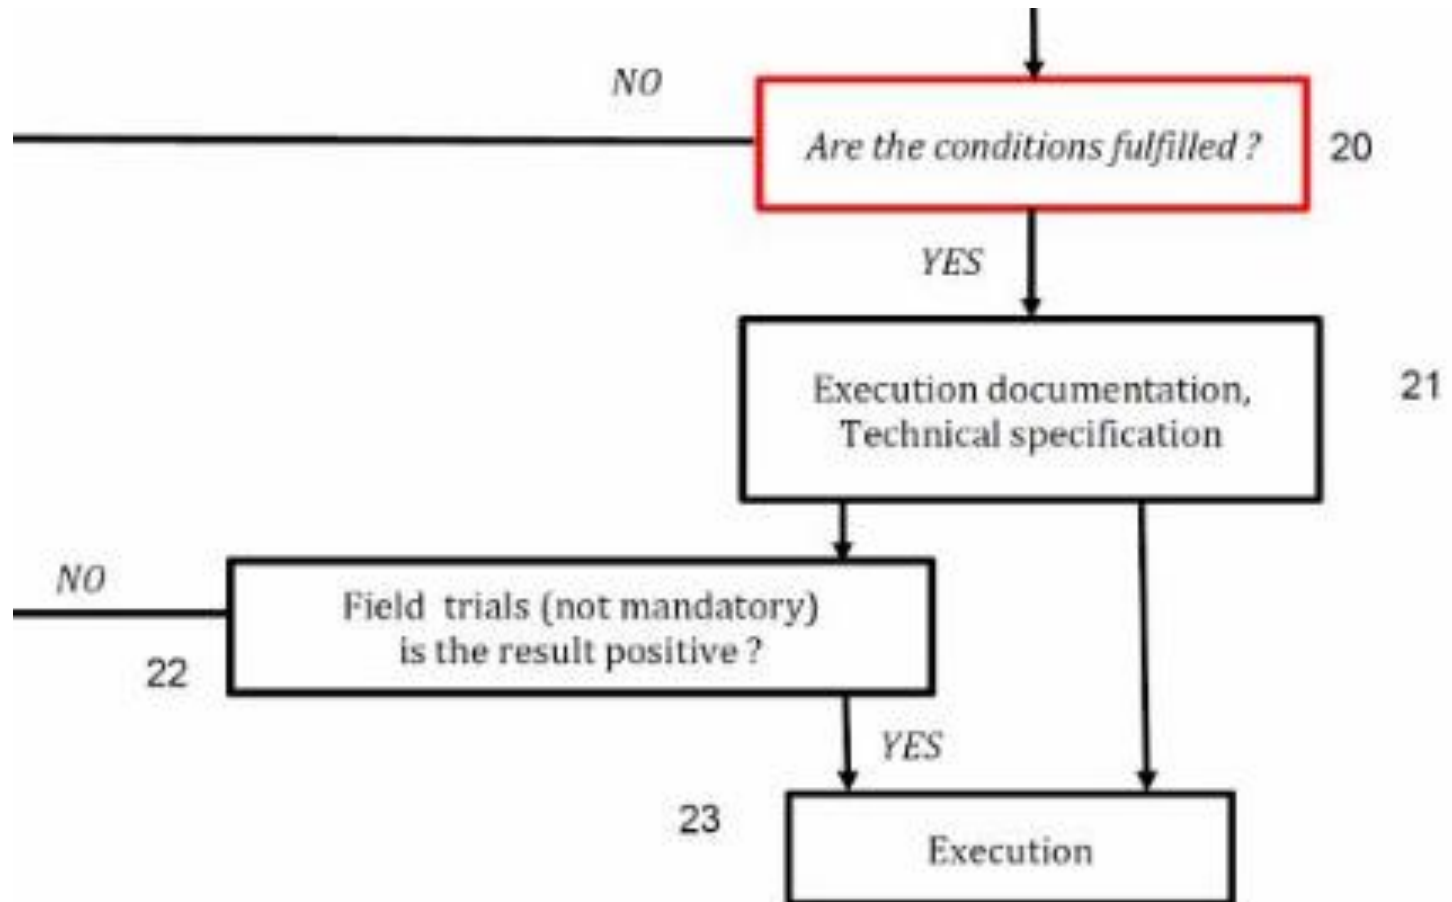 NO
Are the conditions fulfilled ?
20
YES
Execution documentation,
Technical specification
21
NO
Field trials (not mandatory)
is the result positive ?
22
YES
23
Execution